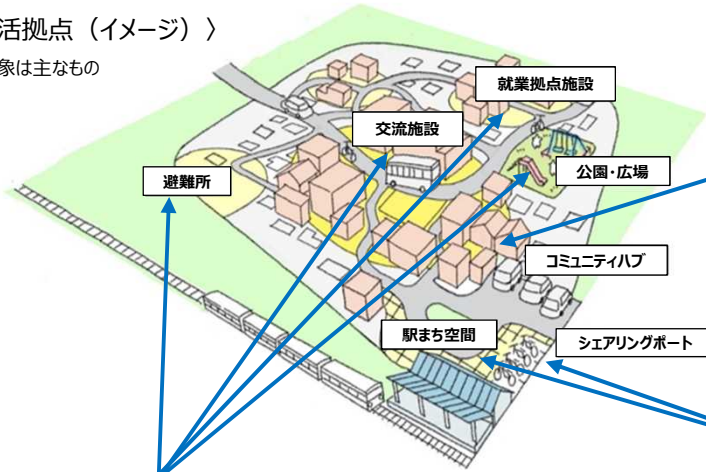 活拠点（イメージ）〉
象は主なもの
就業拠点施設
交流施設
公園・広場
避難所
コミュニティハブ
駅まち空間
シェアリングポート